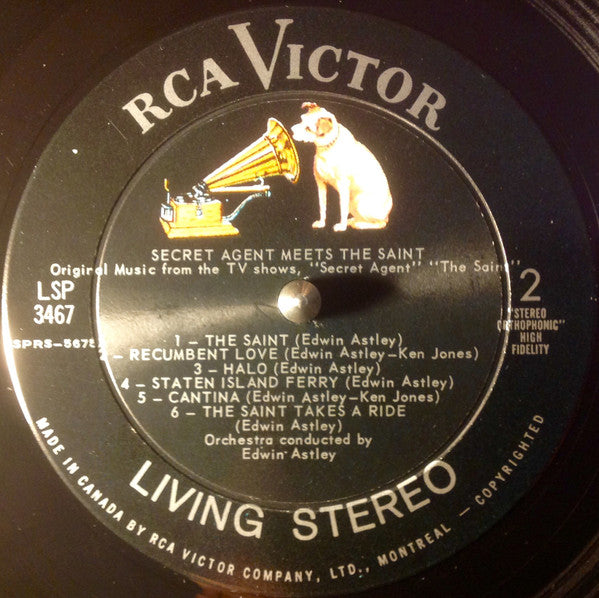 RCA VICTOR
SECRET AGENT MEETS THE SAINT
Original Music from the TV shows, "Secret Agent" "The Saint"
LSP
3467
SPRS-5675
2
"STEREO
ORTHOPHONIC"
HIGH
FIDELITY
1 – THE SAINT (Edwin Astley)
2 – RECUMBENT LOVE (Edwin Astley–Ken Jones)
3 – HALO (Edwin Astley)
4 – STATEN ISLAND FERRY (Edwin Astley)
5 – CANTINA (Edwin Astley–Ken Jones)
6 – THE SAINT TAKES A RIDE
(Edwin Astley)
Orchestra conducted by
Edwin Astley
LIVING STEREO
MADE IN CANADA BY RCA VICTOR COMPANY, LTD., MONTREAL — COPYRIGHTED